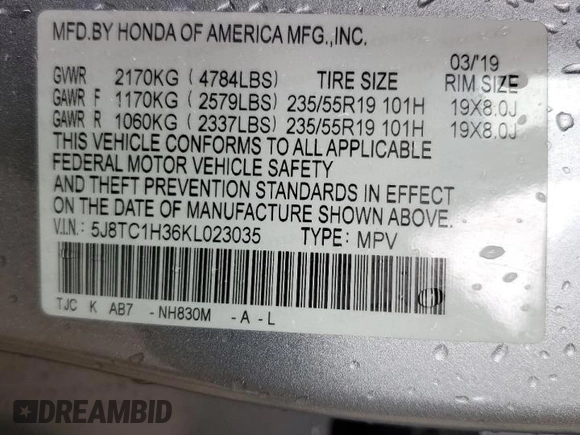 MFD.BY HONDA OF AMERICA MFG.,INC.
03/'19
GVWR 2170KG ( 4784LBS) TIRE SIZE RIM SIZE
GAWR F 1170KG ( 2579LBS) 235/55R19 101H 19X8.0J
GAWR R 1060KG ( 2337LBS) 235/55R19 101H 19X8.0J
THIS VEHICLE CONFORMS TO ALL APPLICABLE
FEDERAL MOTOR VEHICLE SAFETY
AND THEFT PREVENTION STANDARDS IN EFFECT
ON THE DATE OF MANUFACTURE SHOWN ABOVE.
V.I.N.: 5J8TC1H36KL023035 TYPE: MPV
TJC K AB7 -NH830M -A-L
DREAMBID